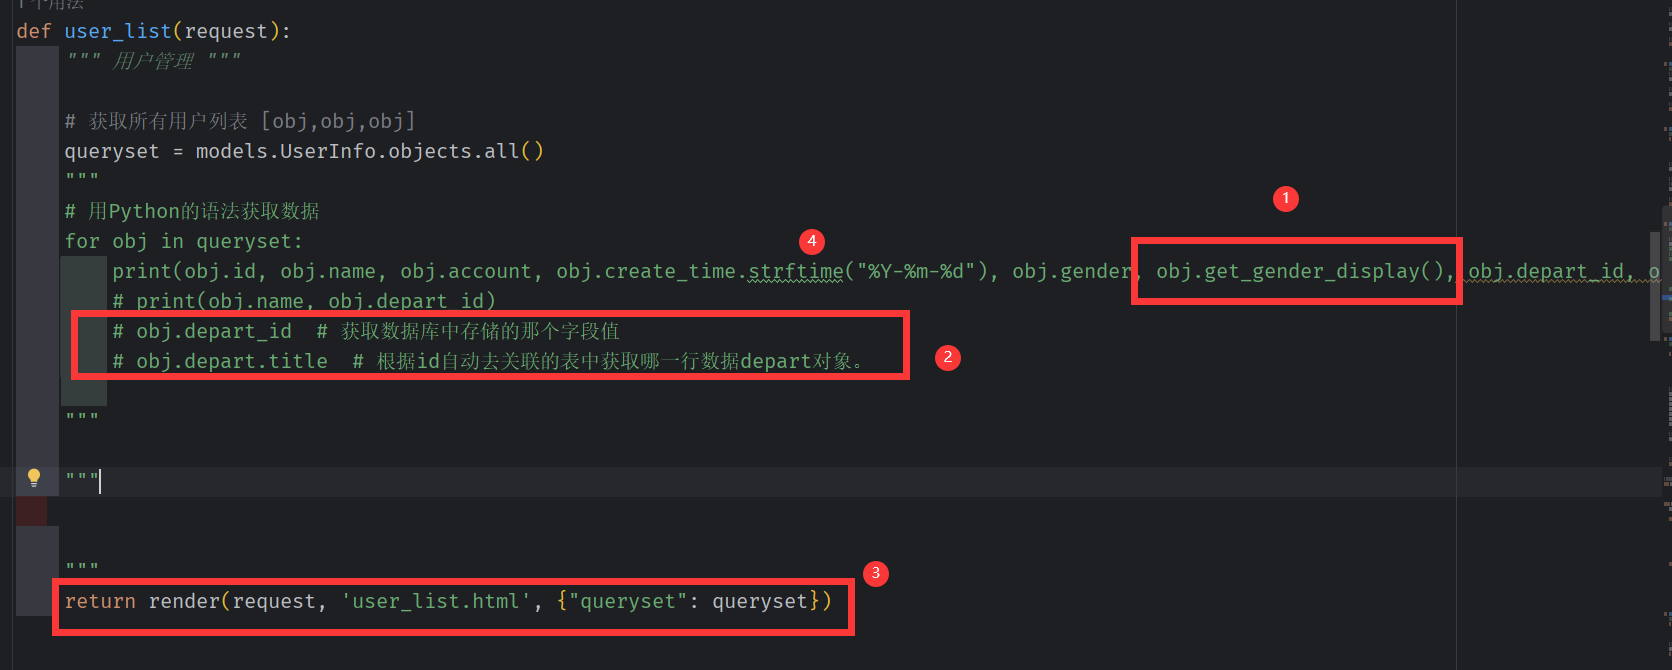 个用法
def user_list(request):
""" 用户管理 """
# 获取所有用户列表 [obj,obj,obj]
queryset = models.UserInfo.objects.all()
"""
# 用Python的语法获取数据
1
for obj in queryset:
4
print(obj.id, obj.name, obj.account, obj.create_time.strftime("%Y-%m-%d"), obj.gender, obj.get_gender_display(), obj.depart_id, o
# print(obj.name, obj.depart_id)
# obj.depart_id  # 获取数据库中存储的那个字段值
# obj.depart.title  # 根据id自动去关联的表中获取哪一行数据depart对象。
2
"""
"""
"""
3
return render(request, 'user_list.html', {"queryset": queryset})